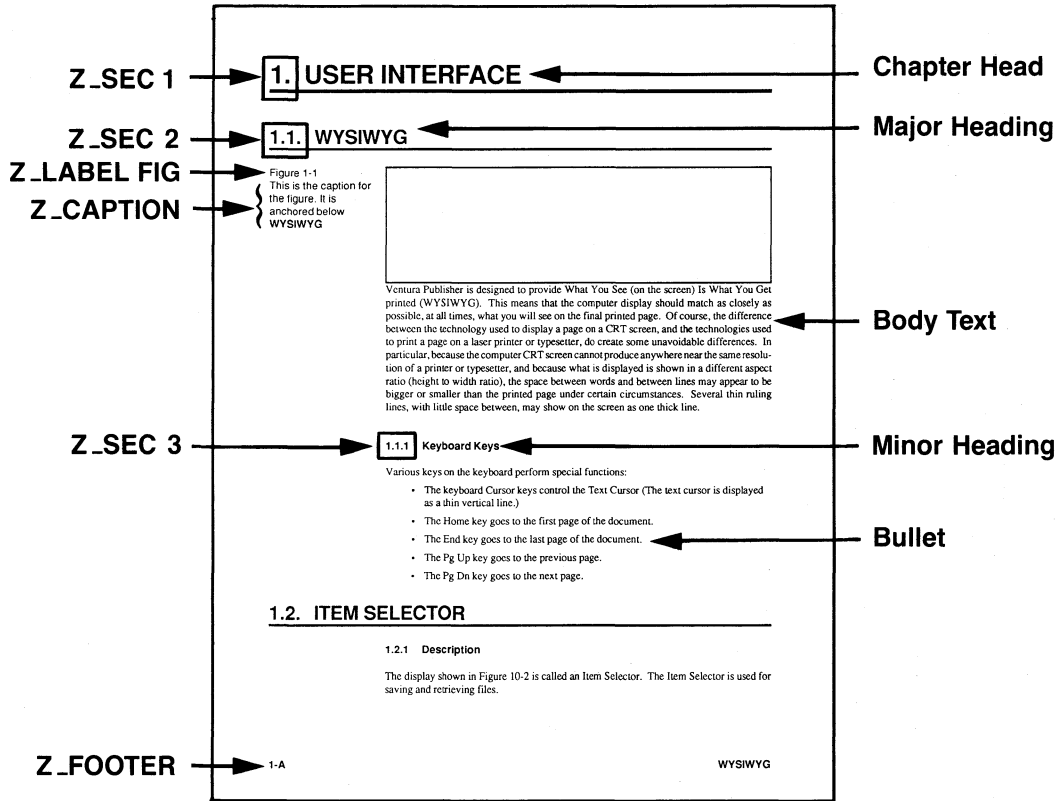 Z_SEC 1
1. USER INTERFACE
Chapter Head
Z_SEC 2
1.1. WYSIWYG
Major Heading
Z_LABEL FIG
Figure 1-1
Z_CAPTION
This is the caption for
the figure. It is
anchored below
WYSIWYG
Ventura Publisher is designed to provide What You See (on the screen) Is What You Get
printed (WYSIWYG). This means that the computer display should match as closely as
possible, at all times, what you will see on the final printed page. Of course, the difference
between the technology used to display a page on a CRT screen, and the technologies used
to print a page on a laser printer or typesetter, do create some unavoidable differences. In
particular, because the computer CRT screen cannot produce anywhere near the same resolu-
tion of a printer or typesetter, and because what is displayed is shown in a different aspect
ratio (height to width ratio), the space between words and between lines may appear to be
bigger or smaller than the printed page under certain circumstances. Several thin ruling
lines, with little space between, may show on the screen as one thick line.
Body Text
Z_SEC 3
1.1.1 Keyboard Keys
Minor Heading
Various keys on the keyboard perform special functions:
• The keyboard Cursor keys control the Text Cursor (The text cursor is displayed
as a thin vertical line.)
• The Home key goes to the first page of the document.
• The End key goes to the last page of the document.
Bullet
• The Pg Up key goes to the previous page.
• The Pg Dn key goes to the next page.
1.2. ITEM SELECTOR
1.2.1 Description
The display shown in Figure 10-2 is called an Item Selector. The Item Selector is used for
saving and retrieving files.
Z_FOOTER
1-A
WYSIWYG